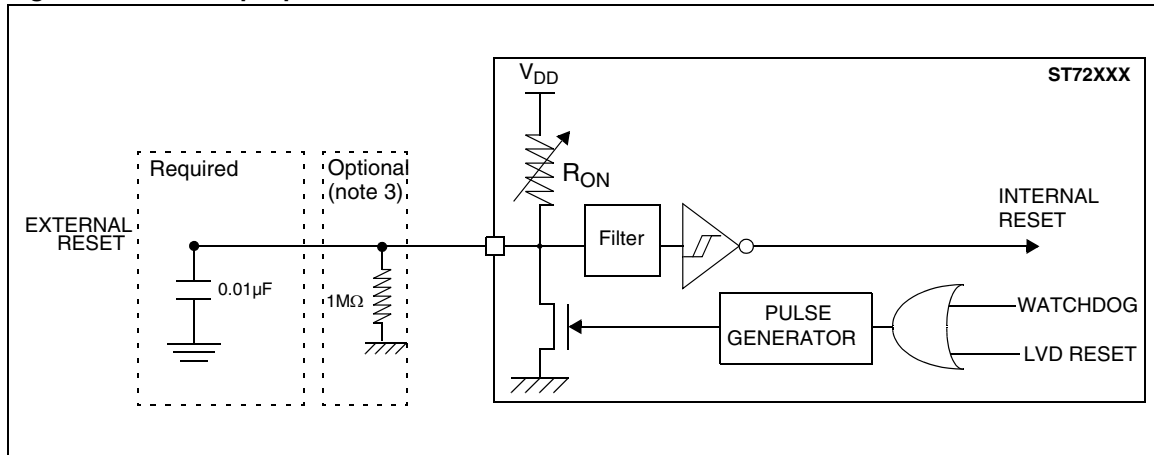 ST72XXX
VDD
Required
Optional
(note 3)
RON
EXTERNAL
RESET
Filter
INTERNAL
RESET
0.01µF
1MΩ
PULSE
GENERATOR
WATCHDOG
LVD RESET